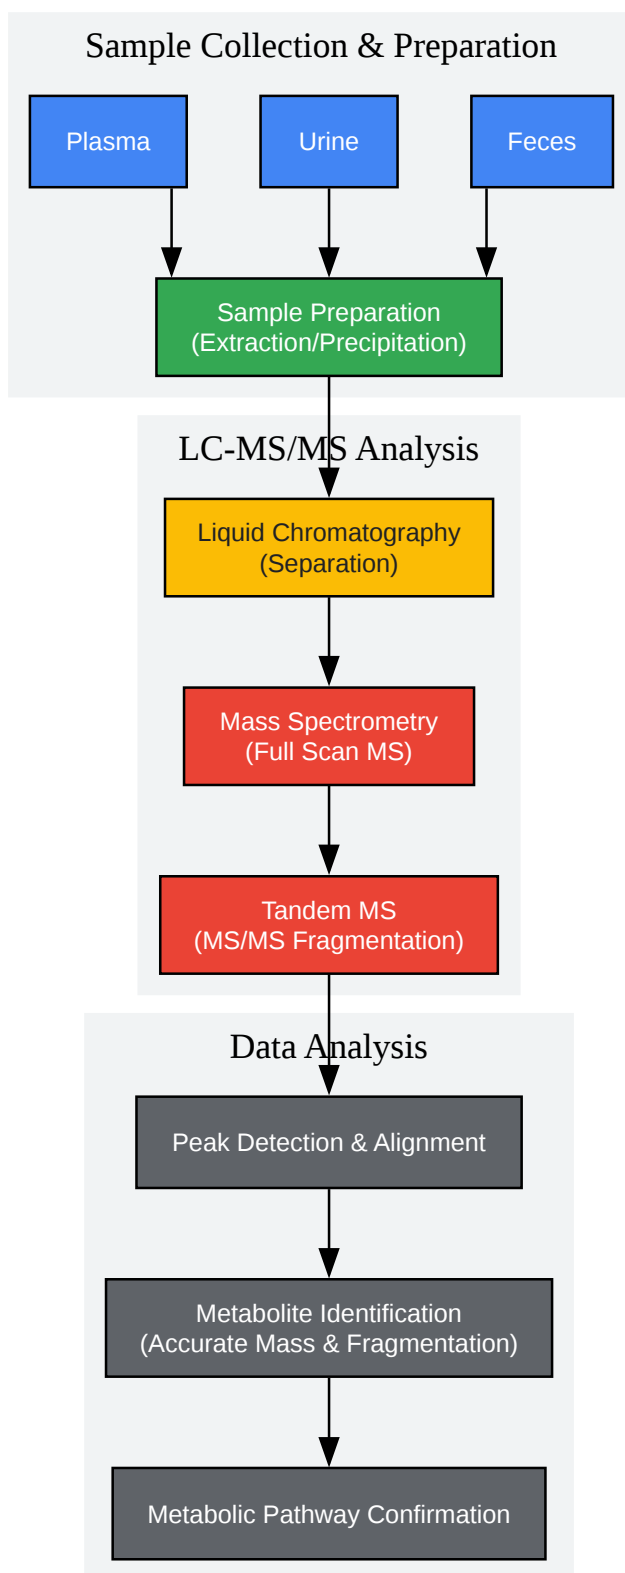 Sample Collection & Preparation
Plasma
Urine
Feces
Sample Preparation
(Extraction/Precipitation)
LC-MS/MS Analysis
Liquid Chromatography
(Separation)
Mass Spectrometry
(Full Scan MS)
Tandem MS
(MS/MS Fragmentation)
Data Analysis
Peak Detection & Alignment
Metabolite Identification
(Accurate Mass & Fragmentation)
Metabolic Pathway Confirmation